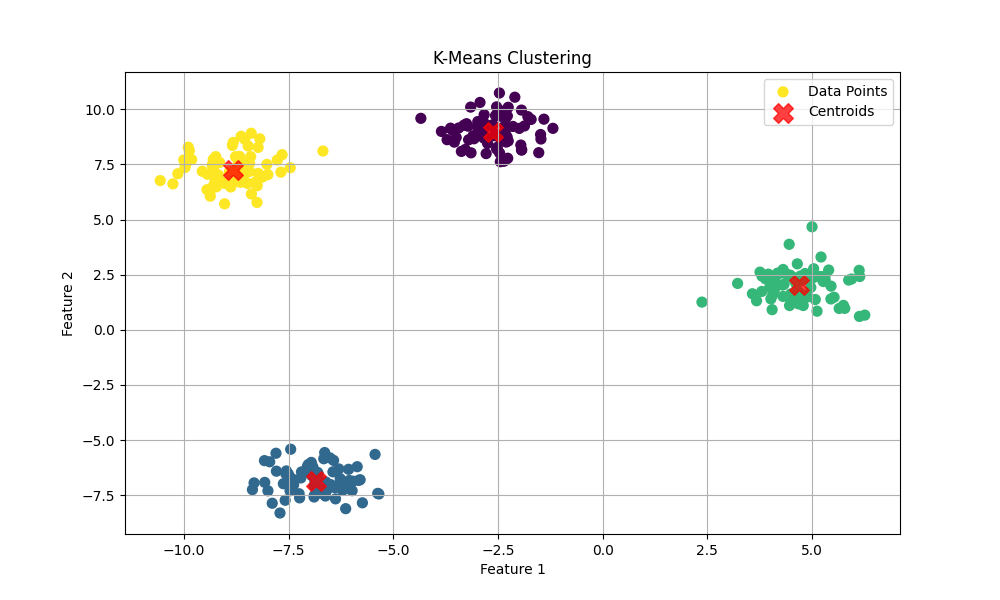 K-Means Clustering
Data Points
Centroids
10.0
7.5
5.0
2.5
0.0
−2.5
−5.0
−7.5
Feature 2
−10.0 −7.5 −5.0 −2.5 0.0 2.5 5.0
Feature 1